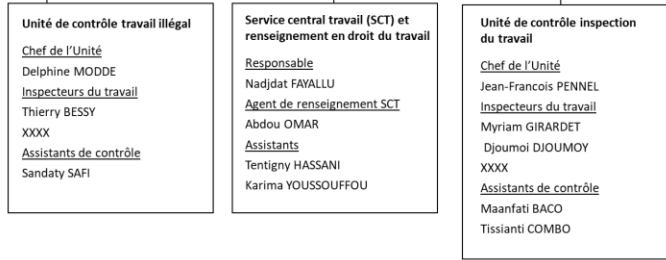 Unité de contrôle travail illégal
Chef de l'Unité
Delphine MODDE
Inspecteurs du travail
Thierry BESSY
XXXX
Assistants de contrôle
Sandaty SAFI
Service central travail (SCT) et
renseignement en droit du travail
Responsable
Nadjdat FAYALLU
Agent de renseignement SCT
Abdou OMAR
Assistants
Tentigny HASSANI
Karima YOUSSOUFFOU
Unité de contrôle inspection
du travail
Chef de l'Unité
Jean-Francois PENNEL
Inspecteurs du travail
Myriam GIRARDET
Djoumoi DJOUMOY
XXXX
Assistants de contrôle
Maanfati BACO
Tissianti COMBO